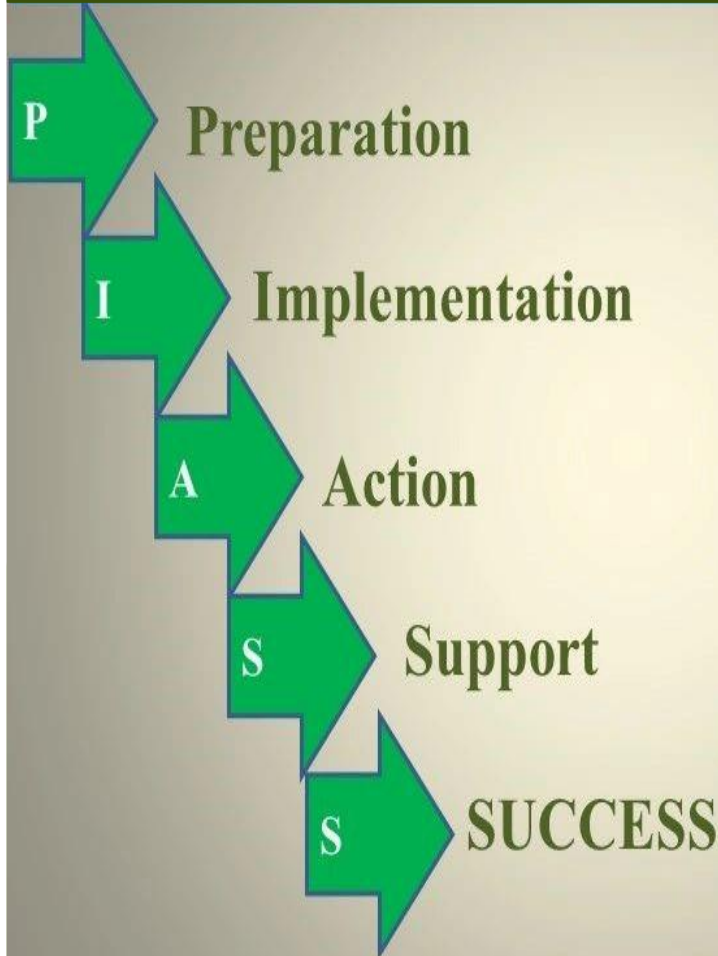 P Preparation
I Implementation
A Action
S Support
S SUCCESS